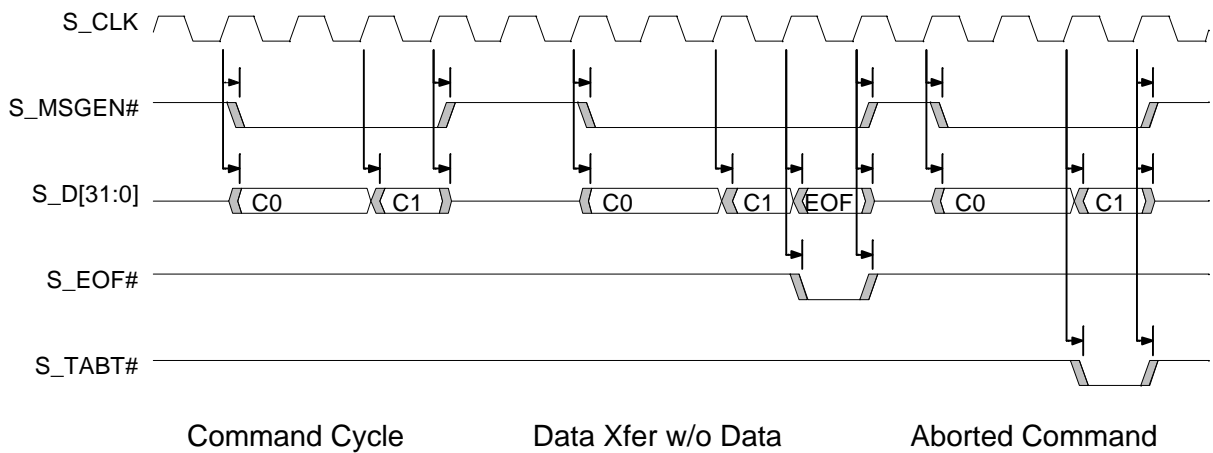 S_CLK
S_MSGEN#
S_D[31:0] C0 C1 C0 C1 EOF C0 C1
S_EOF#
S_TABT#
Command Cycle Data Xfer w/o Data Aborted Command